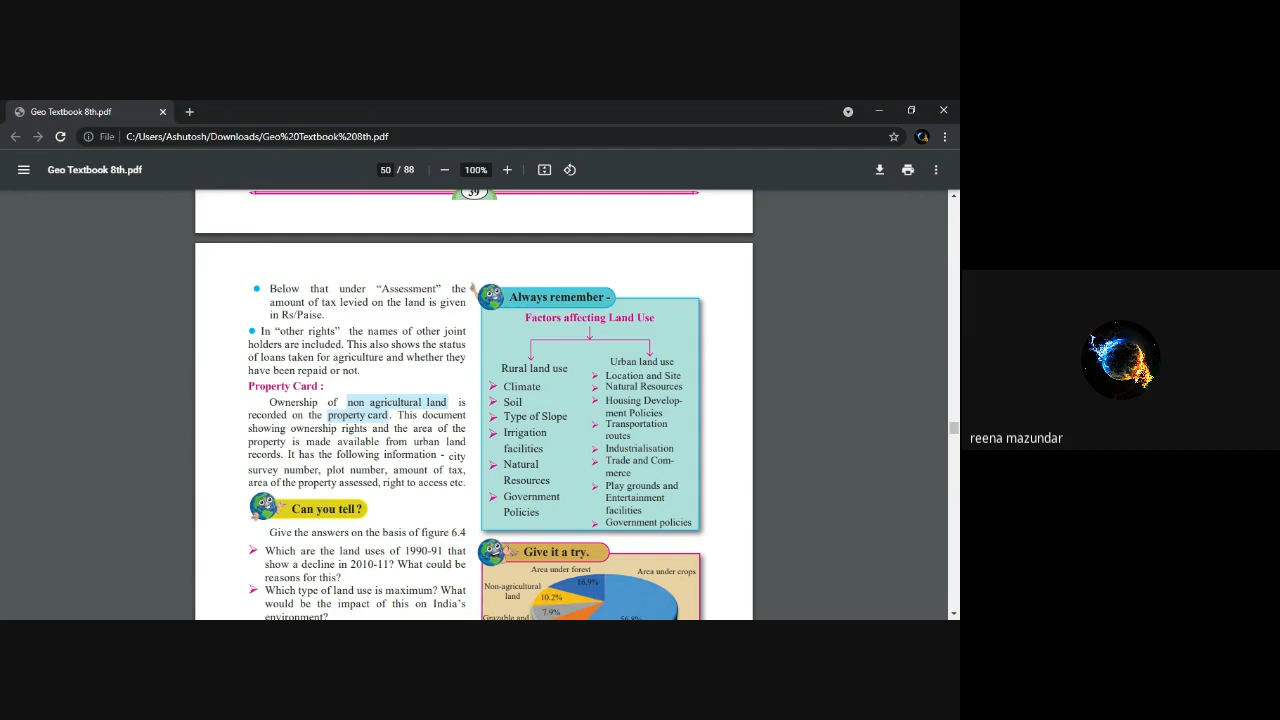 Geo Textbook 8th.pdf
File
C:/Users/Ashutosh/Downloads/Geo%20Textbook%208th.pdf
Geo Textbook 8th.pdf
50 / 88
100%
39
Below that under “Assessment” the
amount of tax levied on the land is given
in Rs/Paise.
In “other rights” the names of other joint
holders are included. This also shows the status
of loans taken for agriculture and whether they
have been repaid or not.
Property Card :
Ownership of non agricultural land is
recorded on the property card. This document
showing ownership rights and the area of the
property is made available from urban land
records. It has the following information - city
survey number, plot number, amount of tax,
area of the property assessed, right to access etc.
Can you tell ?
Give the answers on the basis of figure 6.4
Which are the land uses of 1990-91 that
show a decline in 2010-11? What could be
reasons for this?
Which type of land use is maximum? What
would be the impact of this on India’s
environment?
Always remember -
Factors affecting Land Use
Rural land use
Climate
Soil
Type of Slope
Irrigation
facilities
Natural
Resources
Government
Policies
Urban land use
Location and Site
Natural Resources
Housing Develop-
ment Policies
Transportation
routes
Industrialisation
Trade and Com-
merce
Play grounds and
Entertainment
facilities
Government policies
Give it a try.
Area under forest
Area under crops
16.9%
Non-agricultural
land
10.2%
7.9%
Grazable and
56.8%
reena mazundar